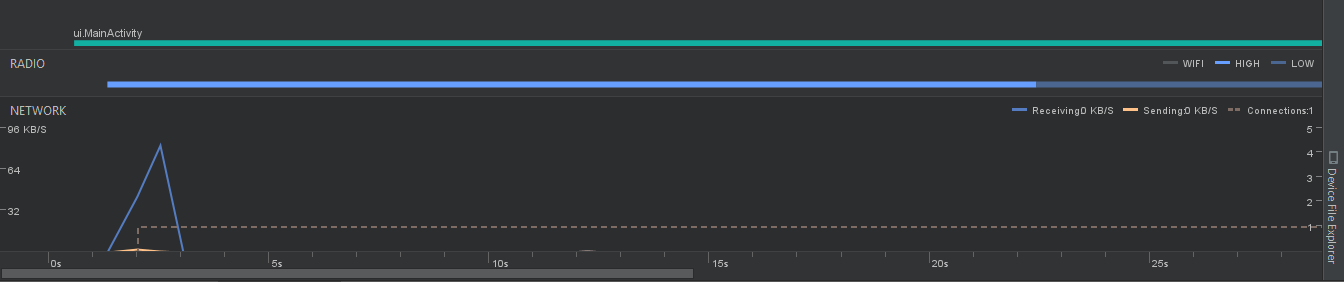 ui.MainActivity
RADIO
WIFI HIGH LOW
NETWORK
Receiving:0 KB/S Sending:0 KB/S Connections:1
96 KB/S
5
4
64
3
2
32
1
0s 5s 10s 15s 20s 25s
Device File Explorer